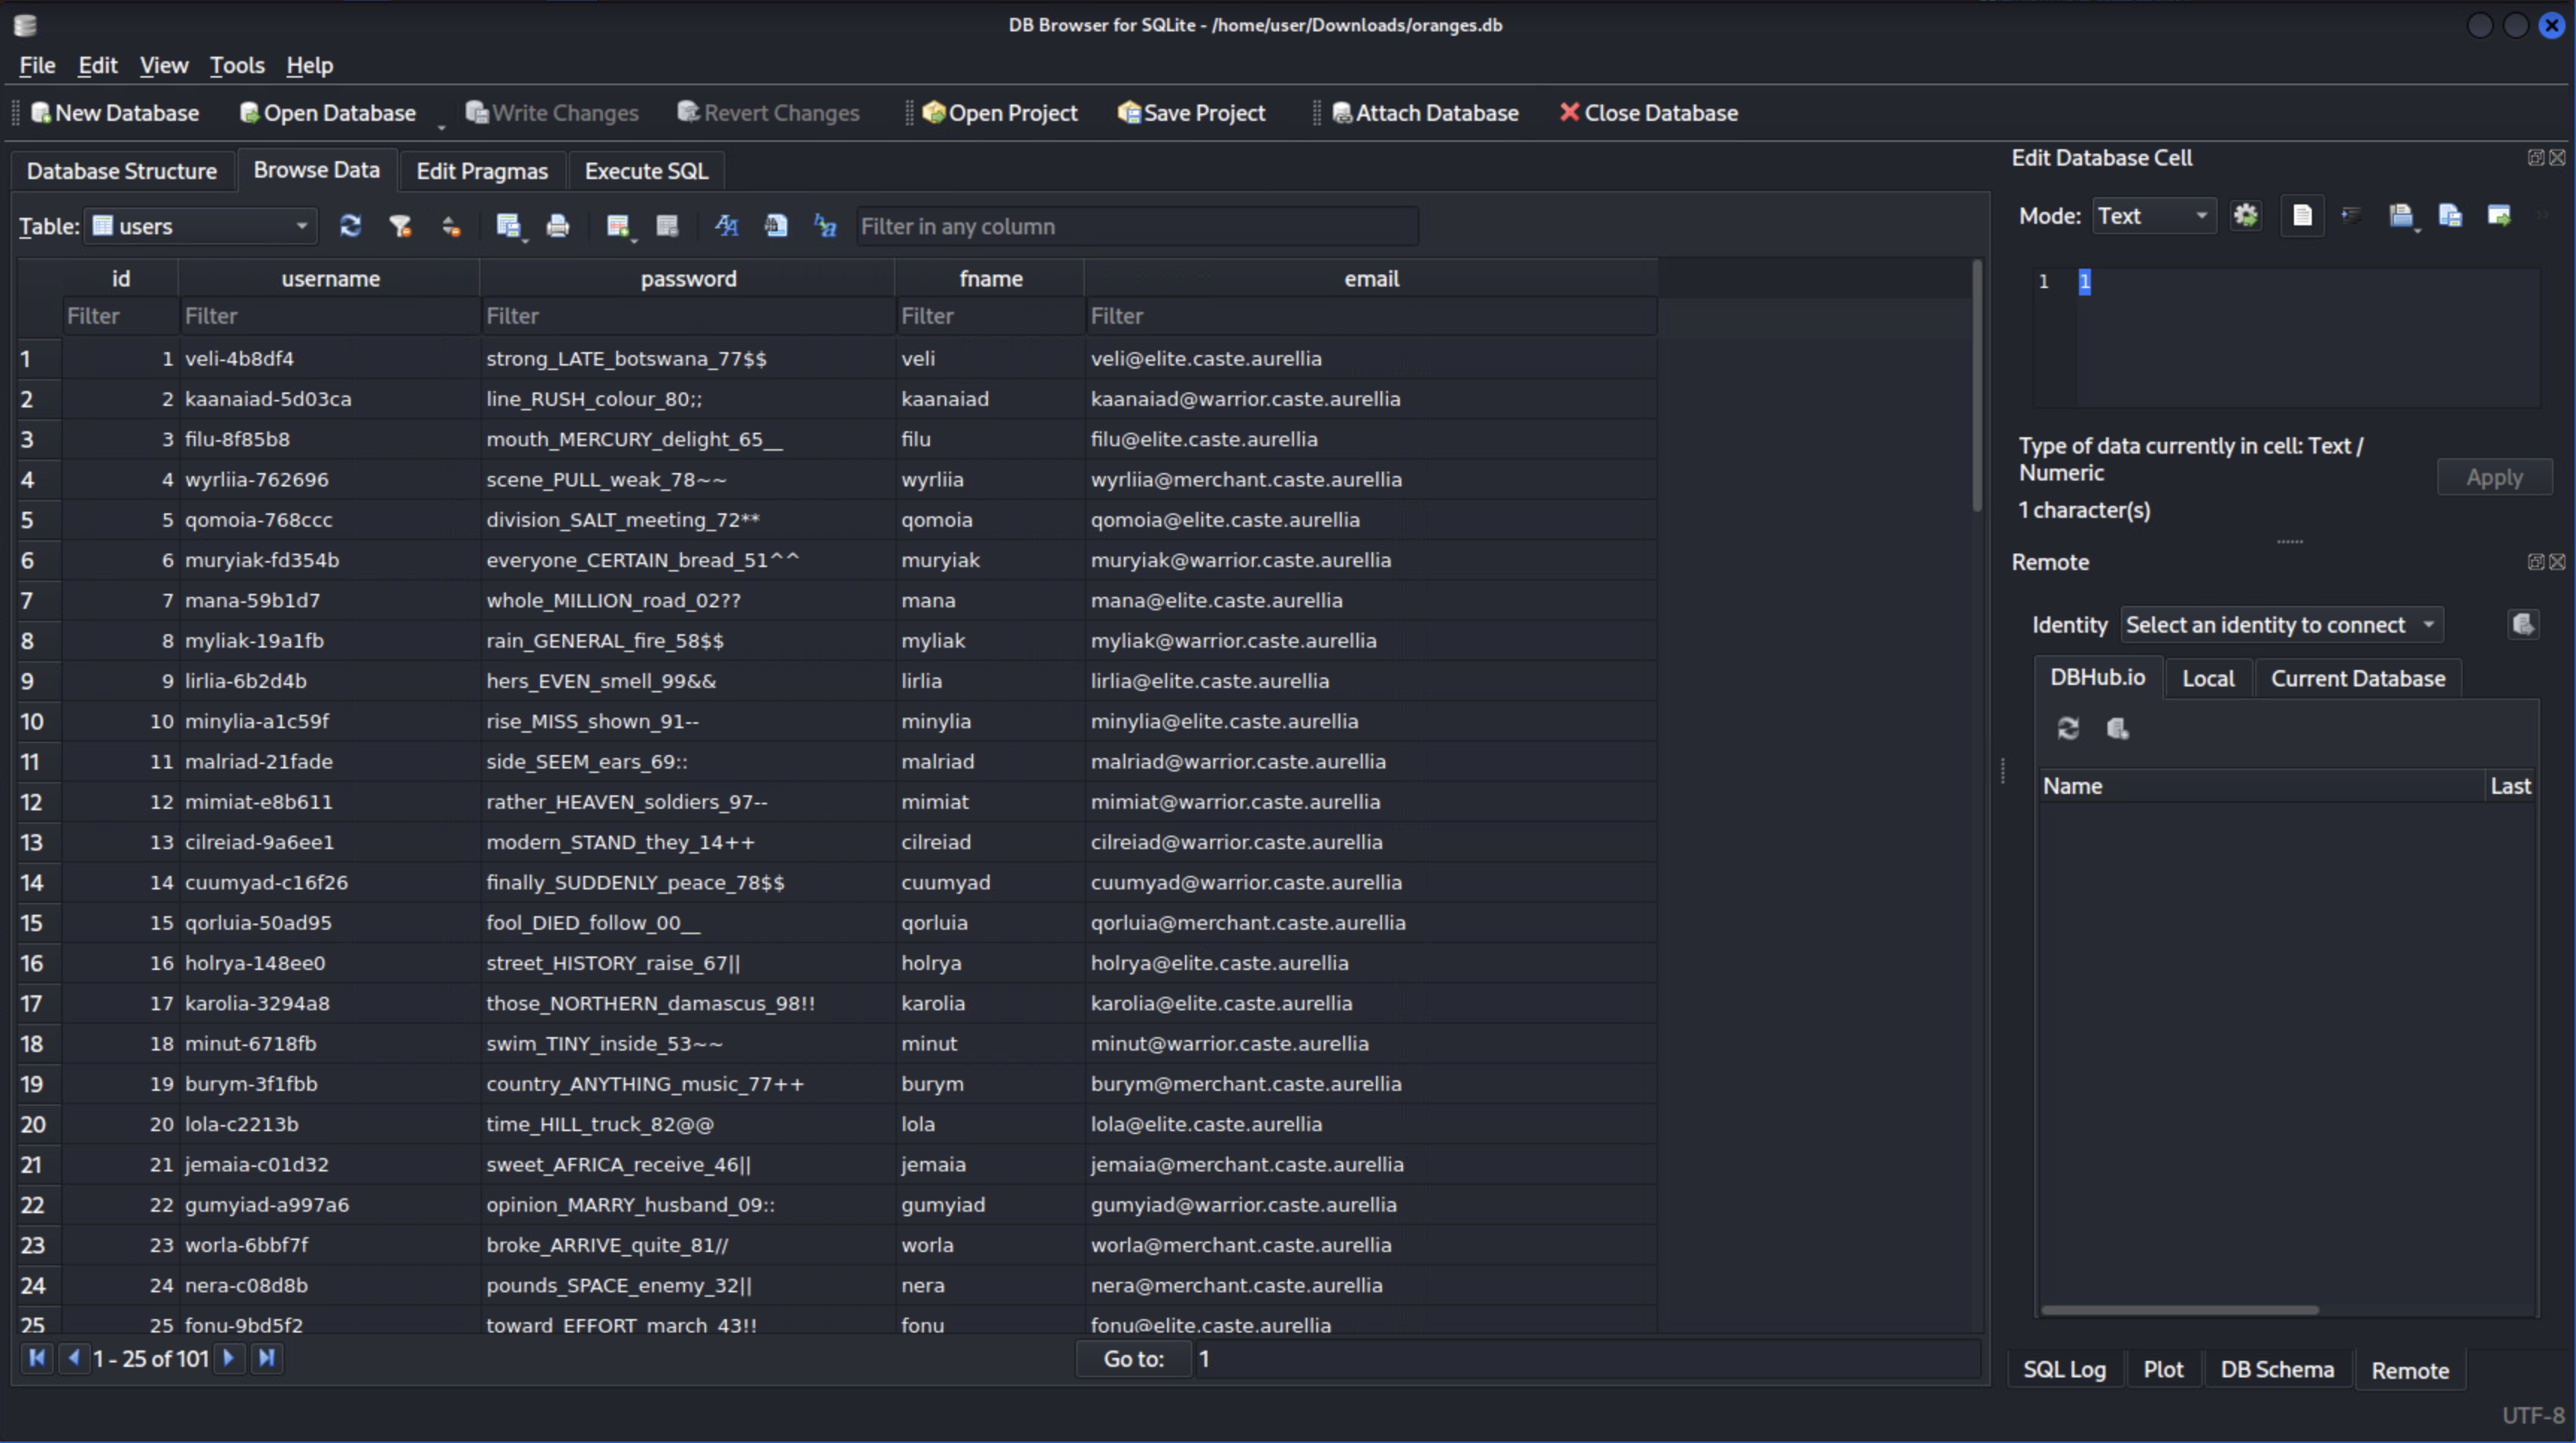 DB Browser for SQLite - /home/user/Downloads/oranges.db
File Edit View Tools Help
New Database Open Database Write Changes Revert Changes Open Project Save Project Attach Database Close Database
Database Structure Browse Data Edit Pragmas Execute SQL
Table: users Filter in any column
id username password fname email
Filter Filter Filter Filter Filter
1 1 veli-4b8df4 strong_LATE_botswana_77$$ veli veli@elite.caste.aurellia
2 2 kaanaiad-5d03ca line_RUSH_colour_80;; kaanaiad kaanaiad@warrior.caste.aurellia
3 3 filu-8f85b8 mouth_MERCURY_delight_65__ filu filu@elite.caste.aurellia
4 4 wyrliia-762696 scene_PULL_weak_78~~ wyrliia wyrliia@merchant.caste.aurellia
5 5 qomoia-768ccc division_SALT_meeting_72** qomoia qomoia@elite.caste.aurellia
6 6 muryiak-fd354b everyone_CERTAIN_bread_51^^ muryiak muryiak@warrior.caste.aurellia
7 7 mana-59b1d7 whole_MILLION_road_02?? mana mana@elite.caste.aurellia
8 8 myliak-19a1fb rain_GENERAL_fire_58$$ myliak myliak@warrior.caste.aurellia
9 9 lirlia-6b2d4b hers_EVEN_smell_99&& lirlia lirlia@elite.caste.aurellia
10 10 minylia-a1c59f rise_MISS_shown_91-- minylia minylia@elite.caste.aurellia
11 11 malriad-21fade side_SEEM_ears_69:: malriad malriad@warrior.caste.aurellia
12 12 mimiat-e8b611 rather_HEAVEN_soldiers_97-- mimiat mimiat@warrior.caste.aurellia
13 13 cilreiad-9a6ee1 modern_STAND_they_14++ cilreiad cilreiad@warrior.caste.aurellia
14 14 cuumyad-c16f26 finally_SUDDENLY_peace_78$$ cuumyad cuumyad@warrior.caste.aurellia
15 15 qorluia-50ad95 fool_DIED_follow_00__ qorluia qorluia@merchant.caste.aurellia
16 16 holrya-148ee0 street_HISTORY_raise_67|| holrya holrya@elite.caste.aurellia
17 17 karolia-3294a8 those_NORTHERN_damascus_98!! karolia karolia@elite.caste.aurellia
18 18 minut-6718fb swim_TINY_inside_53~~ minut minut@warrior.caste.aurellia
19 19 burym-3f1fbb country_ANYTHING_music_77++ burym burym@merchant.caste.aurellia
20 20 lola-c2213b time_HILL_truck_82@@ lola lola@elite.caste.aurellia
21 21 jemaia-c01d32 sweet_AFRICA_receive_46|| jemaia jemaia@merchant.caste.aurellia
22 22 gumyiad-a997a6 opinion_MARRY_husband_09:: gumyiad gumyiad@warrior.caste.aurellia
23 23 worla-6bbf7f broke_ARRIVE_quite_81// worla worla@merchant.caste.aurellia
24 24 nera-c08d8b pounds_SPACE_enemy_32|| nera nera@merchant.caste.aurellia
25 25 fonu-9bd5f2 toward_EFFORT_march_43!! fonu fonu@elite.caste.aurellia
1 - 25 of 101 Go to: 1
Edit Database Cell
Mode: Text
1 1
Type of data currently in cell: Text /
Numeric
Apply
1 character(s)
Remote
Identity Select an identity to connect
DBHub.io Local Current Database
Name Last
SQL Log Plot DB Schema Remote
UTF-8